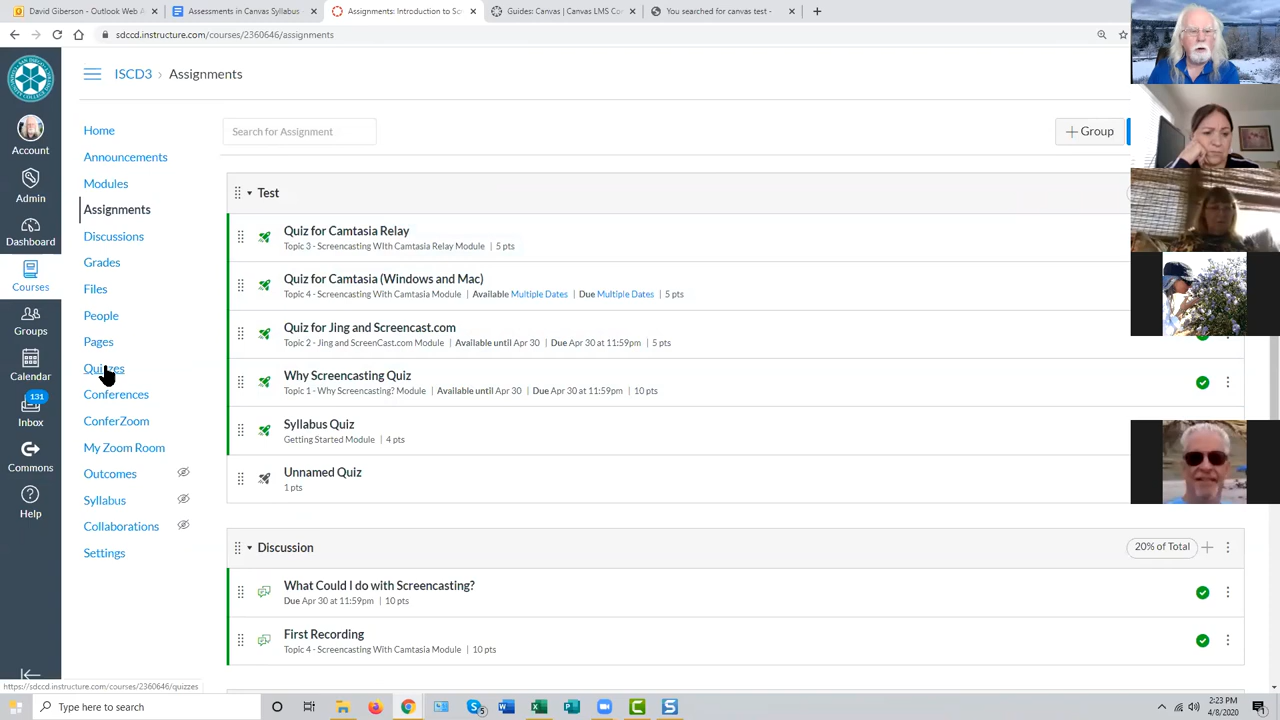 David Giberson - Outlook Web A
Assessments in Canvas Syllabus
Assignments: Introduction to Sc
Guides: Canvas | Canvas LMS Co
You searched for canvas test -
sdccd.instructure.com/courses/2360646/assignments
ISCD3 › Assignments
Account
Admin
Dashboard
Courses
Groups
Calendar
131
Inbox
Commons
Help
Home
Announcements
Modules
Assignments
Discussions
Grades
Files
People
Pages
Quizzes
Conferences
ConferZoom
My Zoom Room
Outcomes
Syllabus
Collaborations
Settings
Search for Assignment
+ Group
Test
Quiz for Camtasia Relay
Topic 3 - Screencasting WIth Camtasia Relay Module | 5 pts
Quiz for Camtasia (Windows and Mac)
Topic 4 - Screencasting With Camtasia Module | Available Multiple Dates | Due Multiple Dates | 5 pts
Quiz for Jing and Screencast.com
Topic 2 - Jing and ScreenCast.com Module | Available until Apr 30 | Due Apr 30 at 11:59pm | 5 pts
Why Screencasting Quiz
Topic 1 - Why Screencasting? Module | Available until Apr 30 | Due Apr 30 at 11:59pm | 10 pts
Syllabus Quiz
Getting Started Module | 4 pts
Unnamed Quiz
1 pts
Discussion
20% of Total
What Could I do with Screencasting?
Due Apr 30 at 11:59pm | 10 pts
First Recording
Topic 4 - Screencasting With Camtasia Module | 10 pts
https://sdccd.instructure.com/courses/2360646/quizzes
Type here to search
5
2:23 PM
4/8/2020
1